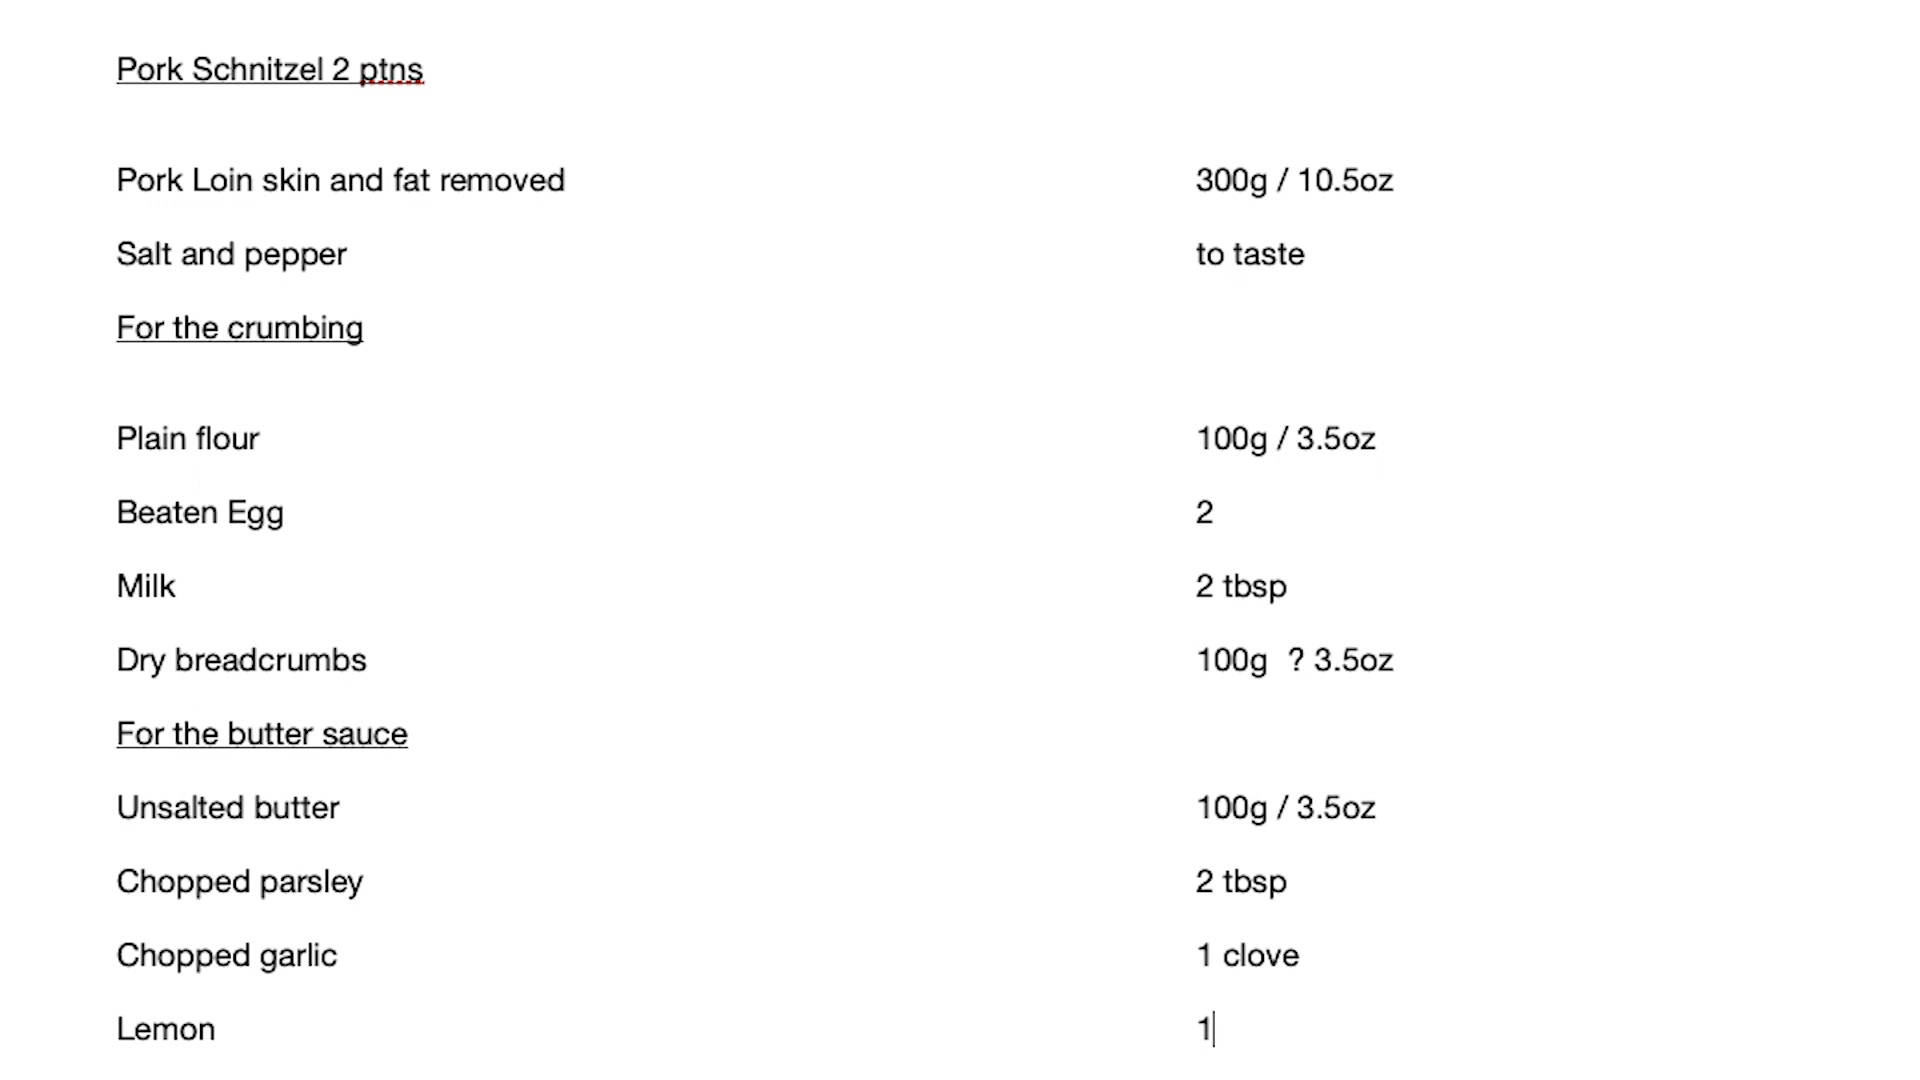 Pork Schnitzel 2 ptns
Pork Loin skin and fat removed 300g / 10.5oz
Salt and pepper to taste
For the crumbing
Plain flour 100g / 3.5oz
Beaten Egg 2
Milk 2 tbsp
Dry breadcrumbs 100g  ? 3.5oz
For the butter sauce
Unsalted butter 100g / 3.5oz
Chopped parsley 2 tbsp
Chopped garlic 1 clove
Lemon 1